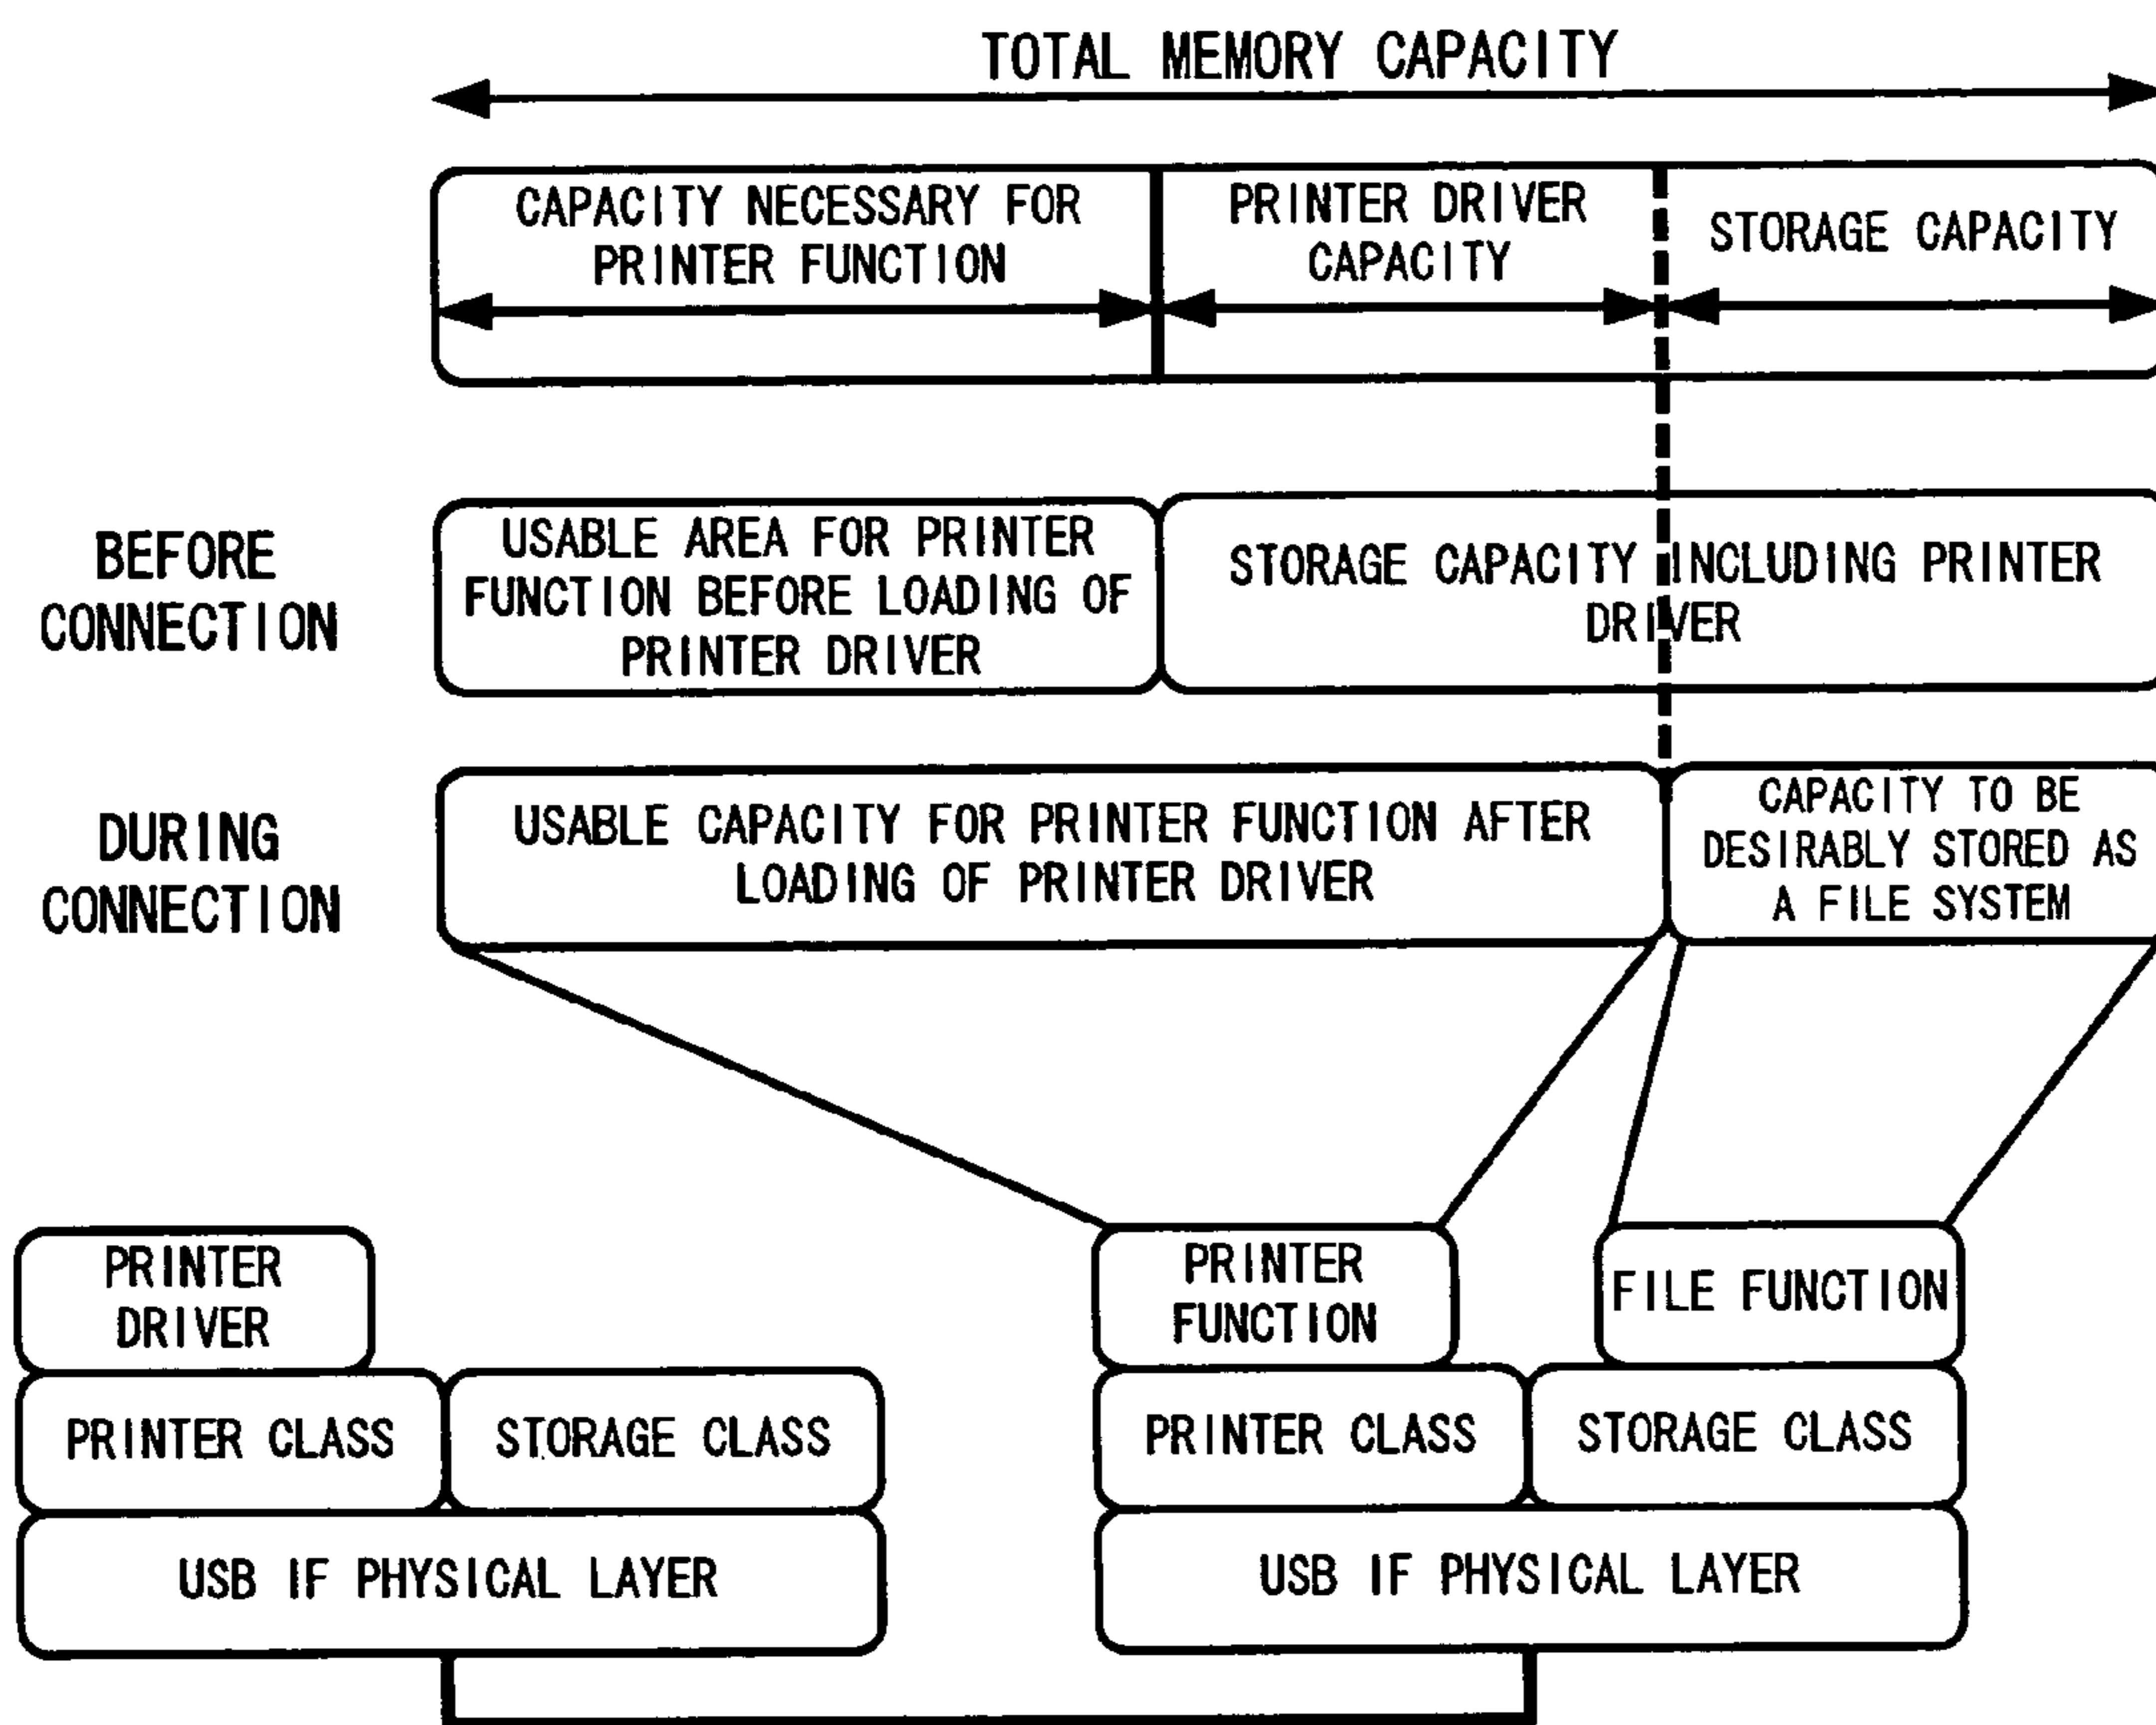 TOTAL MEMORY CAPACITY
CAPACITY NECESSARY FOR
PRINTER FUNCTION
PRINTER DRIVER
CAPACITY
STORAGE CAPACITY
BEFORE
CONNECTION
USABLE AREA FOR PRINTER
FUNCTION BEFORE LOADING OF
PRINTER DRIVER
STORAGE CAPACITY INCLUDING PRINTER
DRIVER
DURING
CONNECTION
USABLE CAPACITY FOR PRINTER FUNCTION AFTER
LOADING OF PRINTER DRIVER
CAPACITY TO BE
DESIRABLY STORED AS
A FILE SYSTEM
PRINTER
DRIVER
PRINTER CLASS
STORAGE CLASS
USB IF PHYSICAL LAYER
PRINTER
FUNCTION
FILE FUNCTION
PRINTER CLASS
STORAGE CLASS
USB IF PHYSICAL LAYER